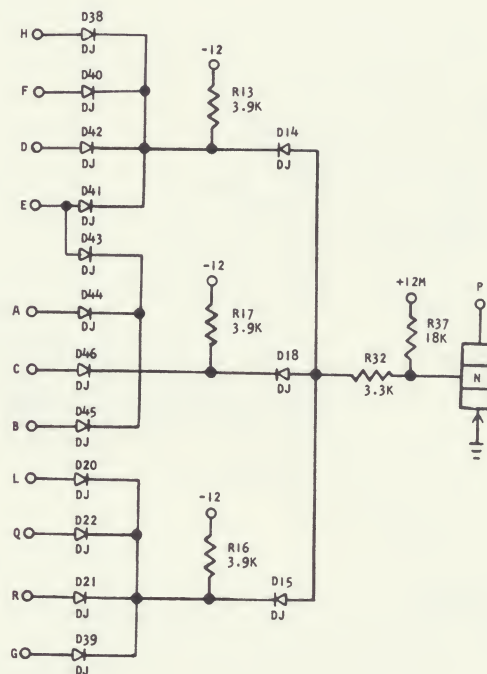 D38
H
DJ
-12
D40
F
DJ
R13
3.9K
D42
D
DJ
D14
DJ
D41
E
DJ
D43
DJ
-12
+12M
P
D44
A
DJ
R17
3.9K
R37
18K
D46
C
DJ
D18
DJ
R32
3.3K
N
D45
B
DJ
D20
L
DJ
-12
D22
Q
DJ
R16
3.9K
D21
R
DJ
D15
DJ
D39
G
DJ